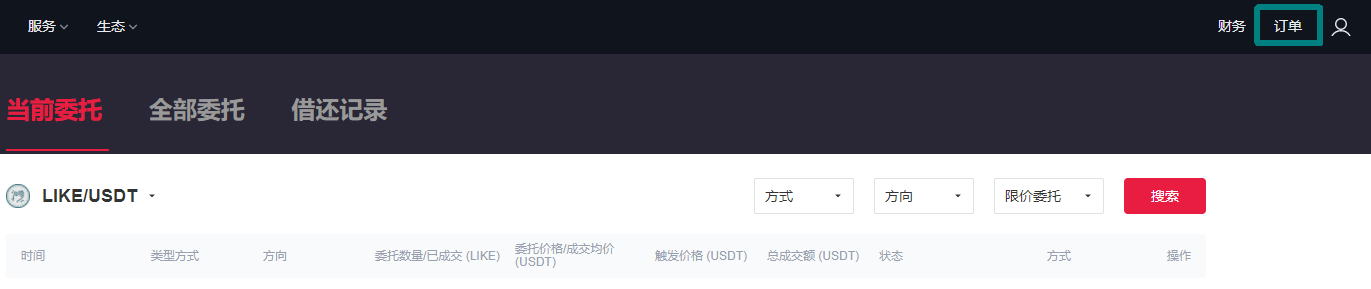 服务 生态 财务 订单
当前委托 全部委托 借还记录
LIKE/USDT 方式 方向 限价委托 搜索
时间 类型方式 方向 委托数量/已成交 (LIKE) 委托价格/成交均价 (USDT) 触发价格 (USDT) 总成交额 (USDT) 状态 方式 操作